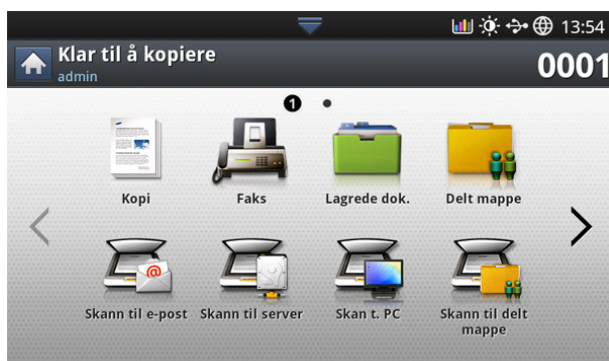 13:54
Klar til å kopiere
admin
0001
1
Kopi
Faks
Lagrede dok.
Delt mappe
Skann til e-post
Skann til server
Skan t. PC
Skann til delt
mappe